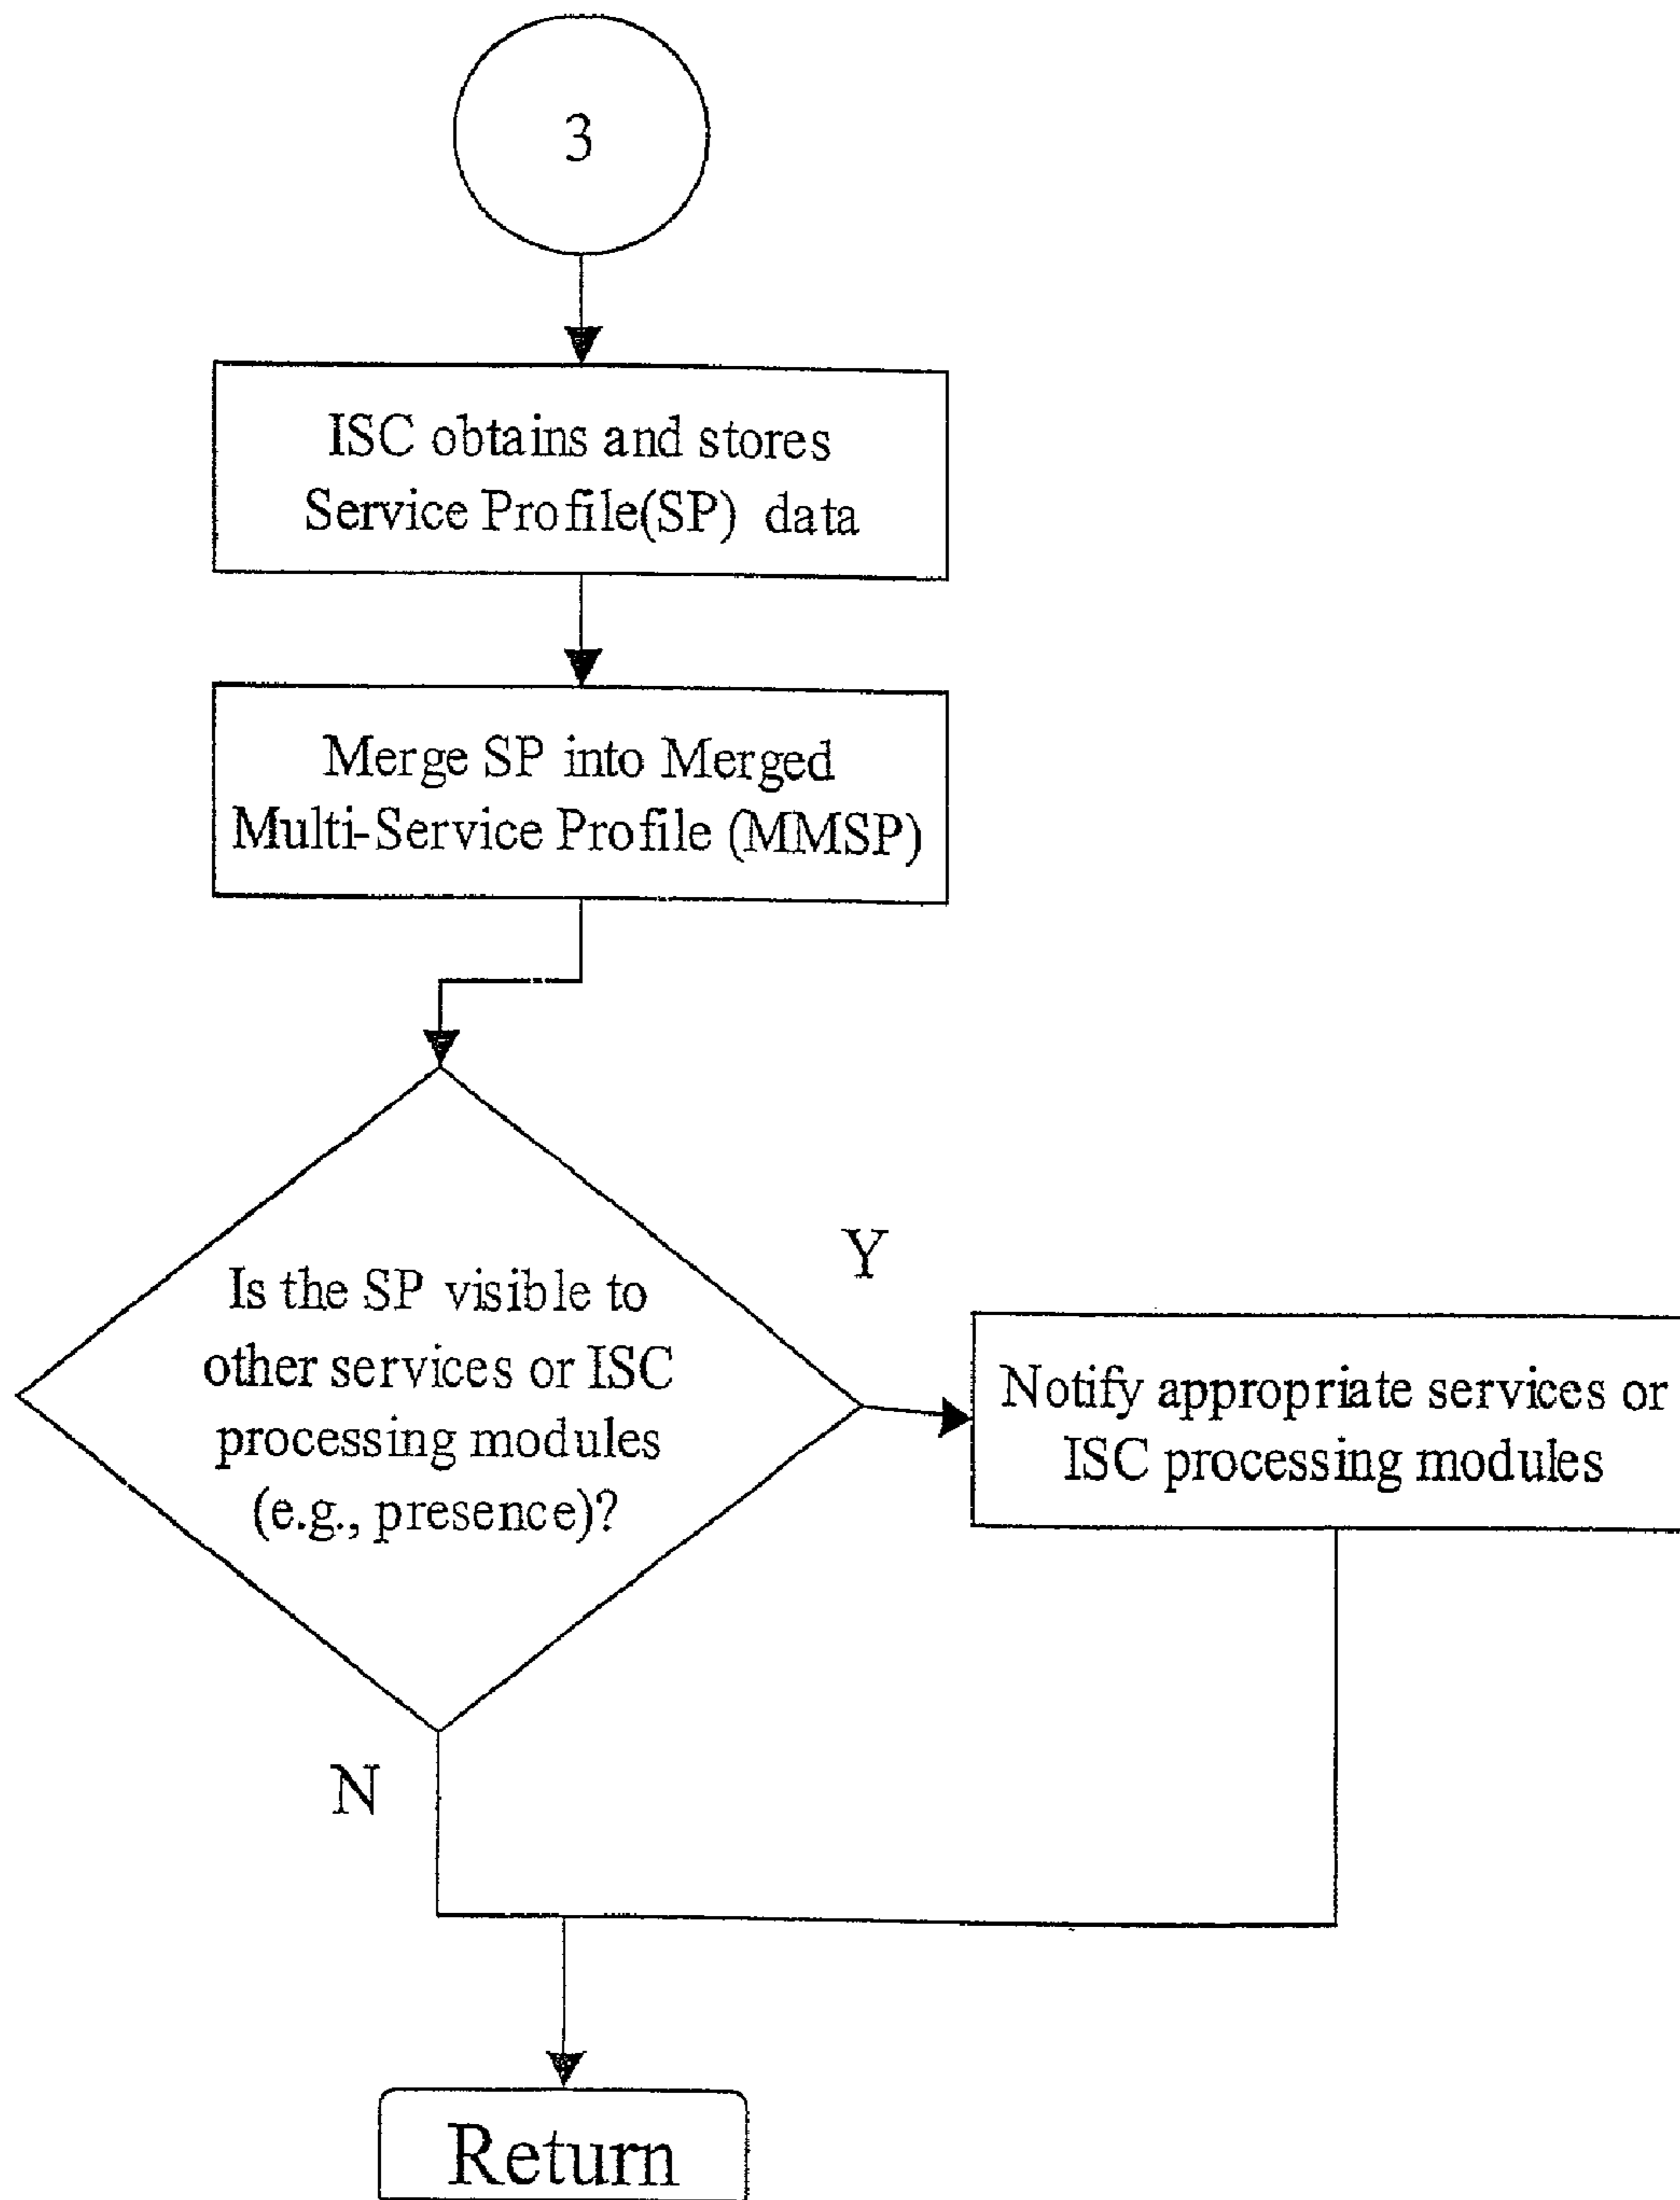 3
ISC obtains and stores
Service Profile(SP) data
Merge SP into Merged
Multi-Service Profile (MMSP)
Is the SP visible to
other services or ISC
processing modules
(e.g., presence)?
Y
Notify appropriate services or
ISC processing modules
N
Return